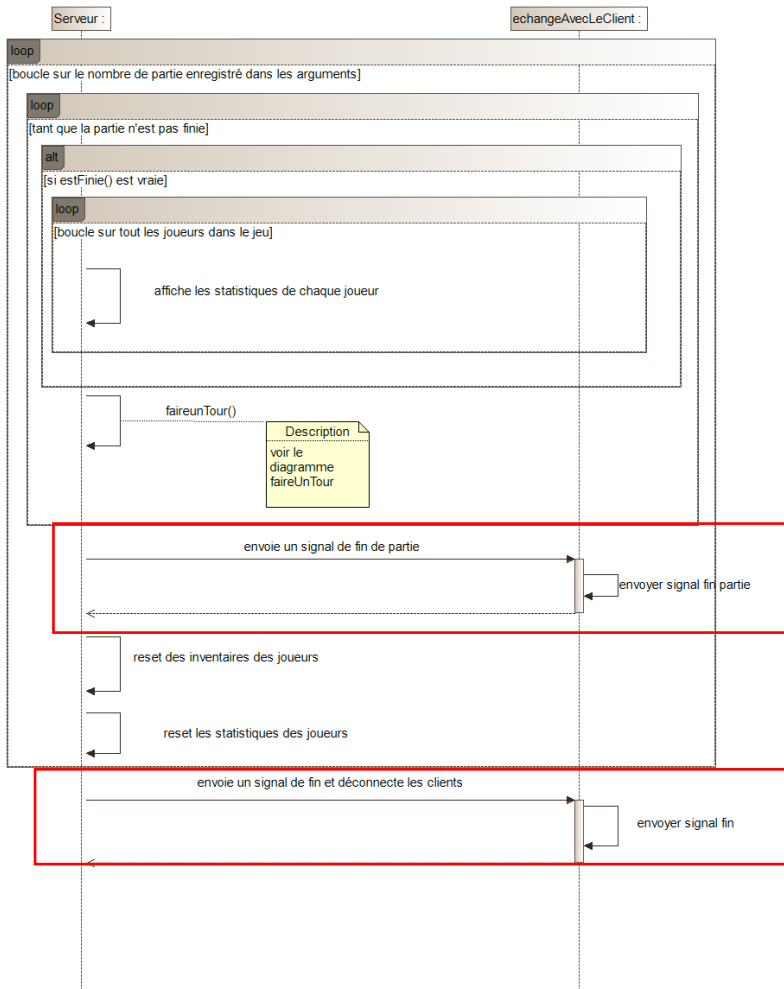 Serveur :
echangeAvecLeClient :
loop
[boucle sur le nombre de partie enregistré dans les arguments]
loop
[tant que la partie n'est pas finie]
alt
[si estFinie() est vraie]
loop
[boucle sur tout les joueurs dans le jeu]
affiche les statistiques de chaque joueur
faireunTour()
Description
voir le
diagramme
faireUnTour
envoie un signal de fin de partie
envoyer signal fin partie
reset des inventaires des joueurs
reset les statistiques des joueurs
envoie un signal de fin et déconnecte les clients
envoyer signal fin